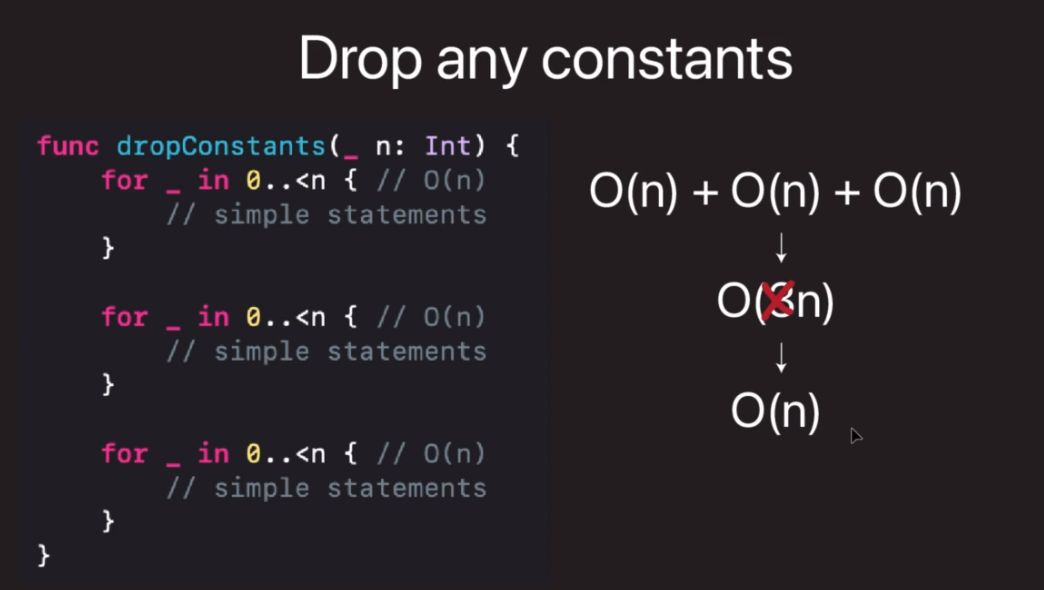 Drop any constants
func dropConstants(_ n: Int) {
    for _ in 0..<n { // O(n)
        // simple statements
    }

    for _ in 0..<n { // O(n)
        // simple statements
    }

    for _ in 0..<n { // O(n)
        // simple statements
    }
}
O(n) + O(n) + O(n)
↓
O(3n)
↓
O(n)